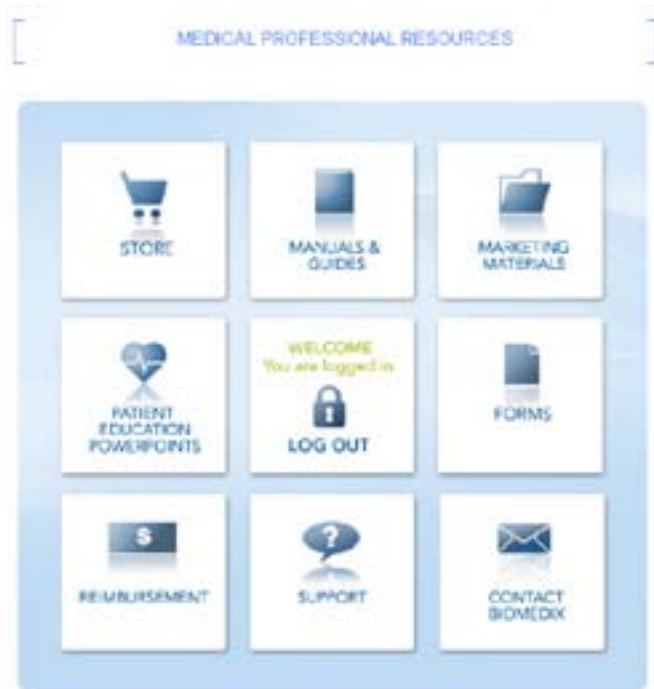 MEDICAL PROFESSIONAL RESOURCES
STORE
MANUALS &
GUIDES
MARKETING
MATERIALS
PATIENT
EDUCATION
POWERPOINTS
WELCOME
You are logged in
LOG OUT
FORMS
$
REIMBURSEMENT
?
SUPPORT
CONTACT
BIOMEDIX